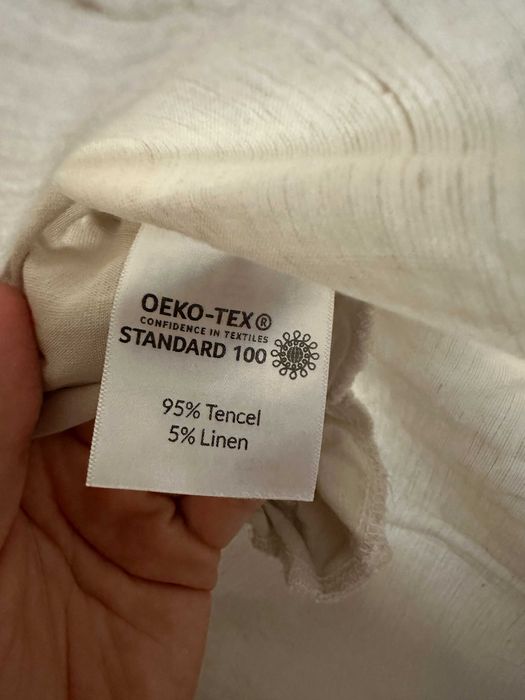 OEKO-TEX®
CONFIDENCE IN TEXTILES
STANDARD 100
95% Tencel
5% Linen